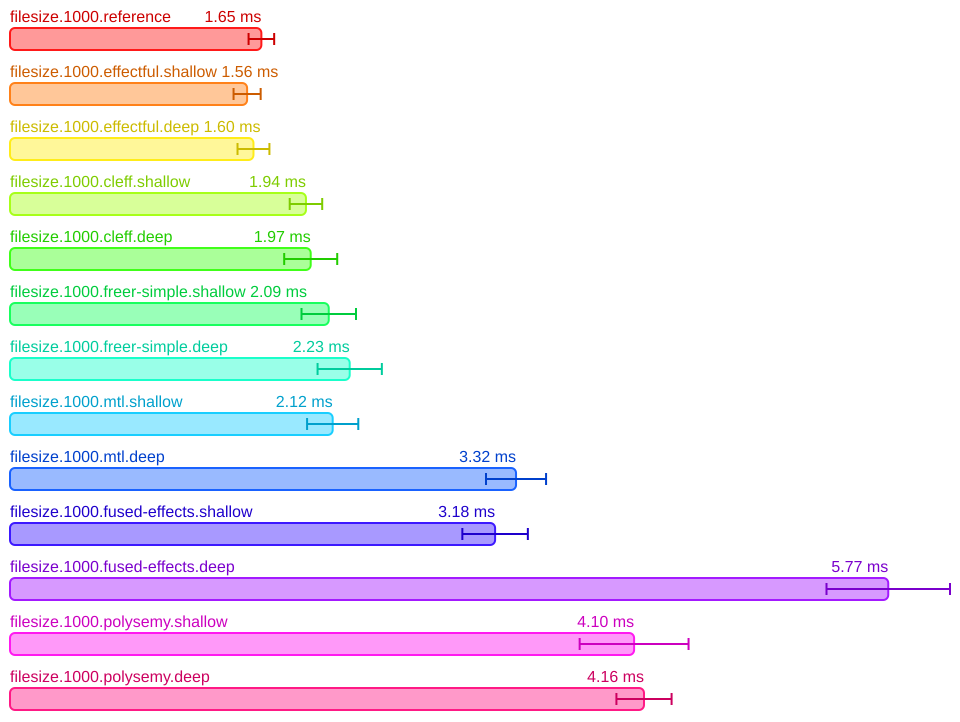 filesize.1000.reference 1.65 ms
filesize.1000.effectful.shallow 1.56 ms
filesize.1000.effectful.deep 1.60 ms
filesize.1000.cleff.shallow 1.94 ms
filesize.1000.cleff.deep 1.97 ms
filesize.1000.freer-simple.shallow 2.09 ms
filesize.1000.freer-simple.deep 2.23 ms
filesize.1000.mtl.shallow 2.12 ms
filesize.1000.mtl.deep 3.32 ms
filesize.1000.fused-effects.shallow 3.18 ms
filesize.1000.fused-effects.deep 5.77 ms
filesize.1000.polysemy.shallow 4.10 ms
filesize.1000.polysemy.deep 4.16 ms